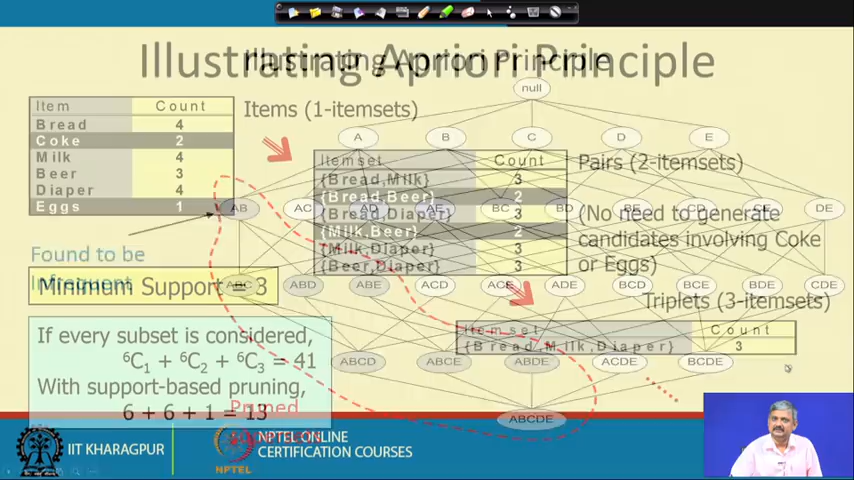 Illustrating Apriori Principle
Illustrating Apriori Principle
null
A B C D E
AB AC AD AE BC BD BE CD CE DE
ABC ABD ABE ACD ACE ADE BCD BCE BDE CDE
ABCD ABCE ABDE ACDE BCDE
ABCDE
Found to be
Infrequent
Pruned
Item Count
Bread 4
Coke 2
Milk 4
Beer 3
Diaper 4
Eggs 1
Items (1-itemsets)
Itemset Count
{Bread,Milk} 3
{Bread,Beer} 2
{Bread,Diaper} 3
{Milk,Beer} 2
{Milk,Diaper} 3
{Beer,Diaper} 3
Pairs (2-itemsets)
(No need to generate
candidates involving Coke
or Eggs)
Minimum Support = 3
Triplets (3-itemsets)
Itemset Count
{Bread,Milk,Diaper} 3
If every subset is considered,
⁶C₁ + ⁶C₂ + ⁶C₃ = 41
With support-based pruning,
6 + 6 + 1 = 13
IIT KHARAGPUR
NPTEL
NPTEL ONLINE
CERTIFICATION COURSES